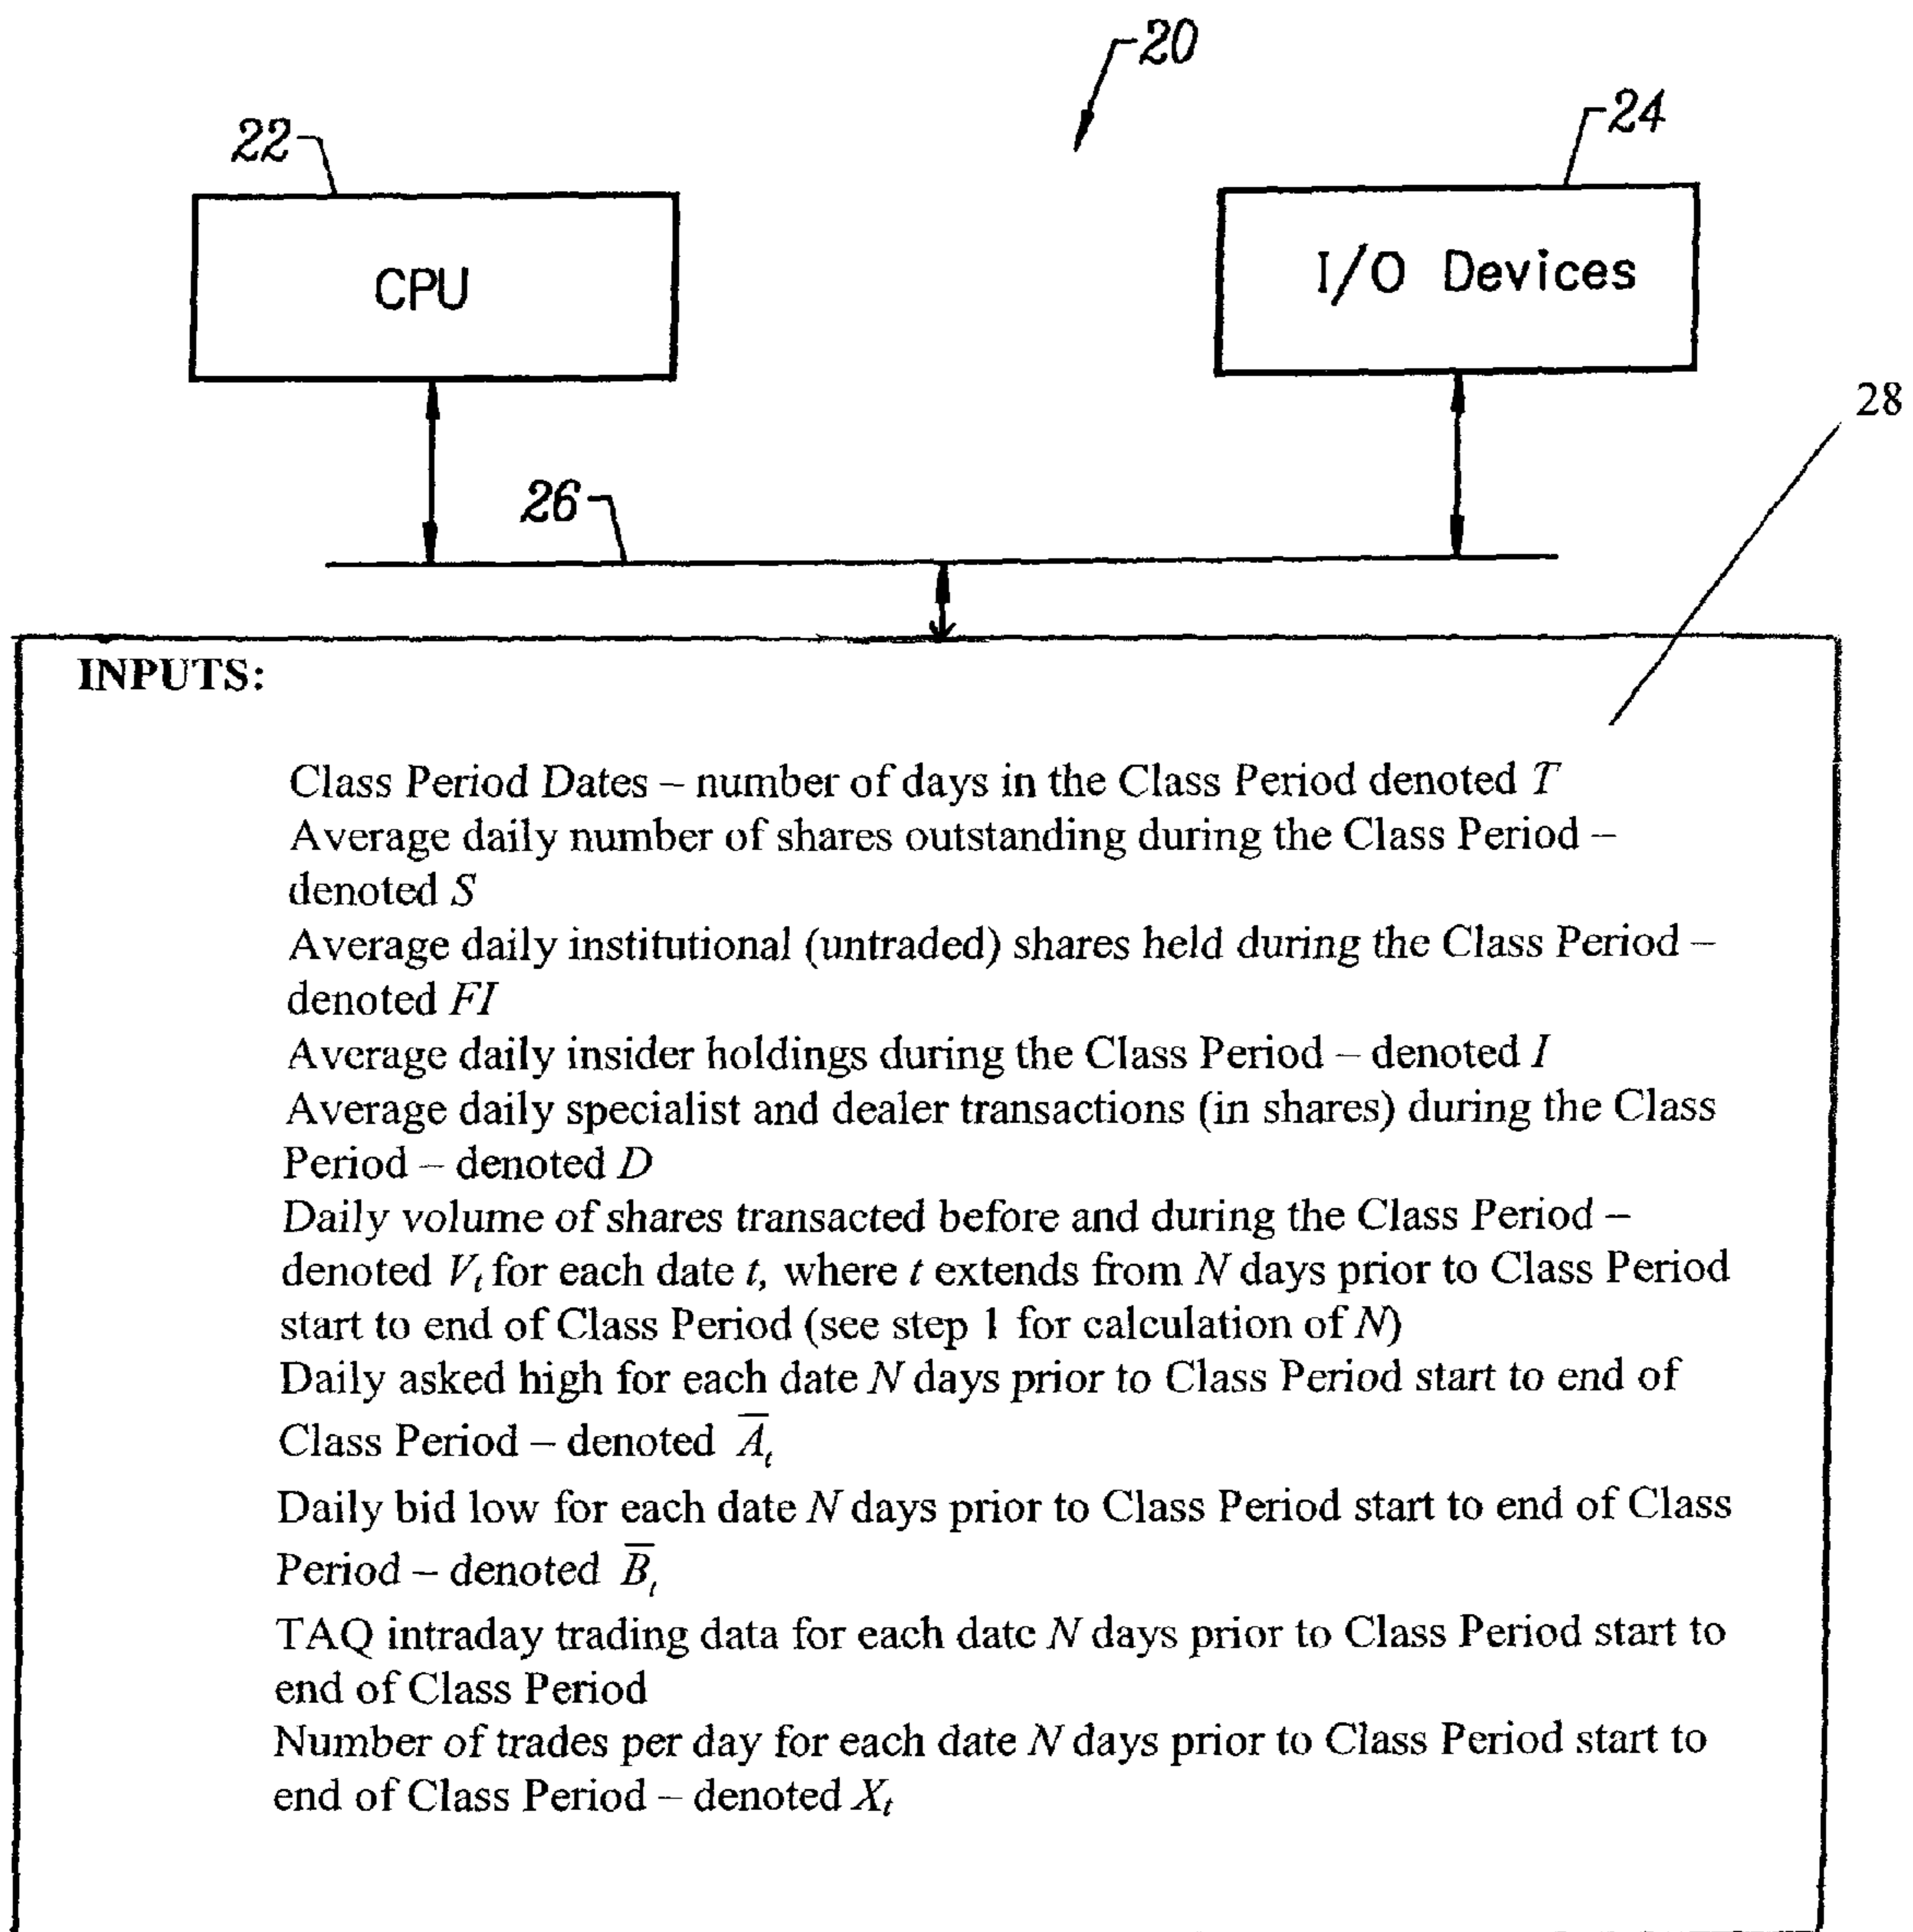 20
22
24
CPU
I/O Devices
28
26
INPUTS:
Class Period Dates – number of days in the Class Period denoted T
Average daily number of shares outstanding during the Class Period –
denoted S
Average daily institutional (untraded) shares held during the Class Period –
denoted FI
Average daily insider holdings during the Class Period – denoted I
Average daily specialist and dealer transactions (in shares) during the Class
Period – denoted D
Daily volume of shares transacted before and during the Class Period –
denoted Vₜ for each date t, where t extends from N days prior to Class Period
start to end of Class Period (see step 1 for calculation of N)
Daily asked high for each date N days prior to Class Period start to end of
Class Period – denoted A̅ₜ
Daily bid low for each date N days prior to Class Period start to end of Class
Period – denoted B̅ₜ
TAQ intraday trading data for each date N days prior to Class Period start to
end of Class Period
Number of trades per day for each date N days prior to Class Period start to
end of Class Period – denoted Xₜ